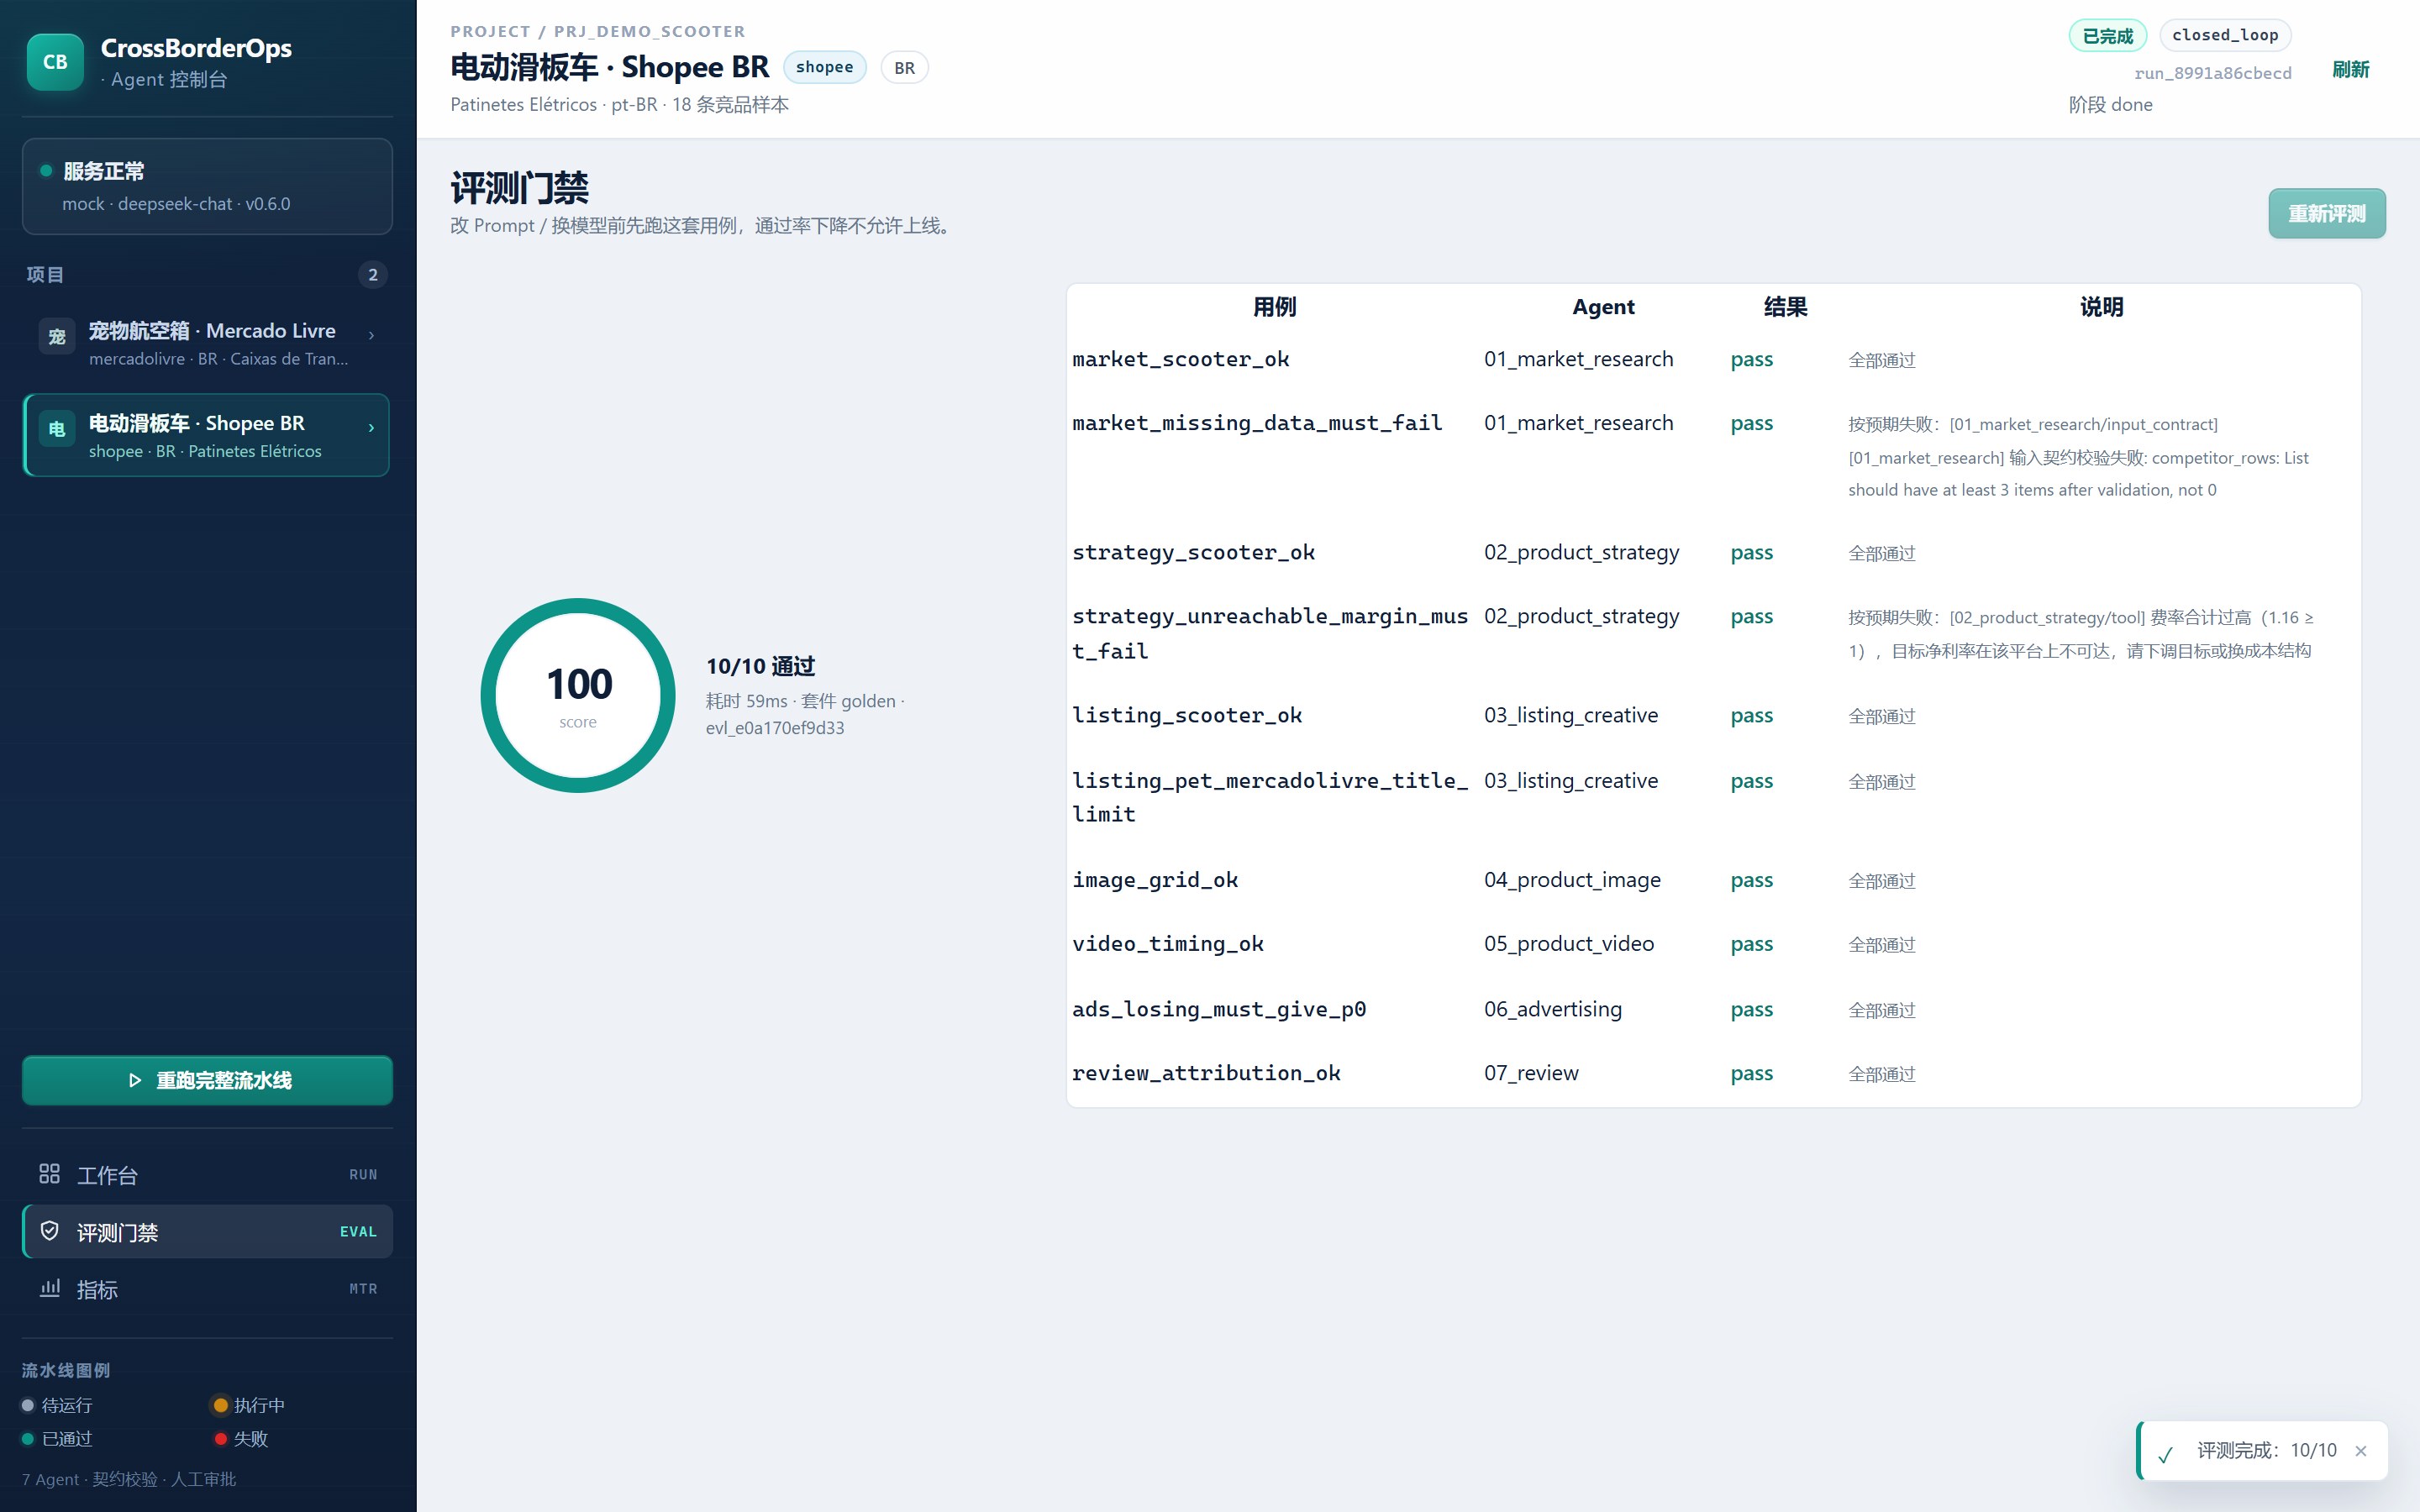 CB
CrossBorderOps
· Agent 控制台
服务正常
mock · deepseek-chat · v0.6.0
项目
2
宠
宠物航空箱 · Mercado Livre
mercadolivre · BR · Caixas de Tran...
电
电动滑板车 · Shopee BR
shopee · BR · Patinetes Elétricos
重跑完整流水线
工作台
RUN
评测门禁
EVAL
指标
MTR
流水线图例
待运行
执行中
已通过
失败
7 Agent · 契约校验 · 人工审批
PROJECT / PRJ_DEMO_SCOOTER
电动滑板车 · Shopee BR
shopee
BR
Patinetes Elétricos · pt-BR · 18 条竞品样本
已完成
closed_loop
run_8991a86cbecd
阶段 done
刷新
评测门禁
改 Prompt / 换模型前先跑这套用例，通过率下降不允许上线。
重新评测
100
score
10/10 通过
耗时 59ms · 套件 golden ·
evl_e0a170ef9d33
用例 Agent 结果 说明
market_scooter_ok 01_market_research pass 全部通过
market_missing_data_must_fail 01_market_research pass 按预期失败：[01_market_research/input_contract]
[01_market_research] 输入契约校验失败: competitor_rows: List
should have at least 3 items after validation, not 0
strategy_scooter_ok 02_product_strategy pass 全部通过
strategy_unreachable_margin_mus 02_product_strategy pass 按预期失败：[02_product_strategy/tool] 费率合计过高（1.16 ≥
t_fail 1），目标净利率在该平台上不可达，请下调目标或换成本结构
listing_scooter_ok 03_listing_creative pass 全部通过
listing_pet_mercadolivre_title_ 03_listing_creative pass 全部通过
limit
image_grid_ok 04_product_image pass 全部通过
video_timing_ok 05_product_video pass 全部通过
ads_losing_must_give_p0 06_advertising pass 全部通过
review_attribution_ok 07_review pass 全部通过
评测完成：10/10